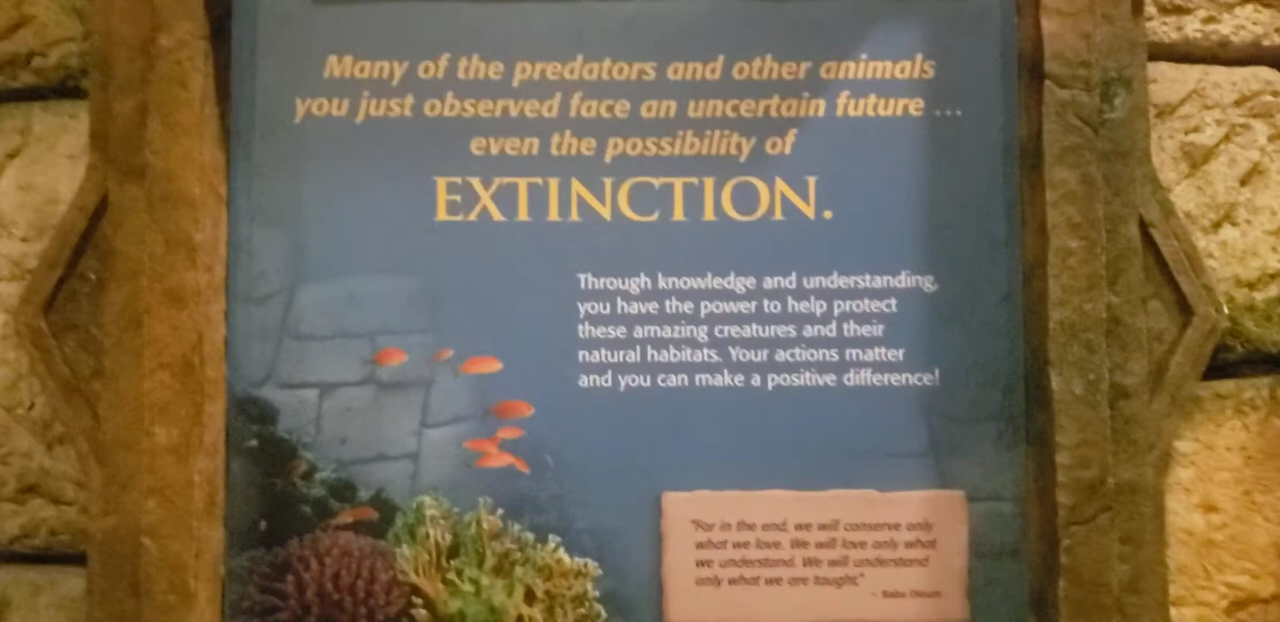 Many of the predators and other animals
you just observed face an uncertain future ...
even the possibility of
EXTINCTION.
Through knowledge and understanding,
you have the power to help protect
these amazing creatures and their
natural habitats. Your actions matter
and you can make a positive difference!
"For in the end, we will conserve only
what we love. We will love only what
we understand. We will understand
only what we are taught."
- Baba Dioum